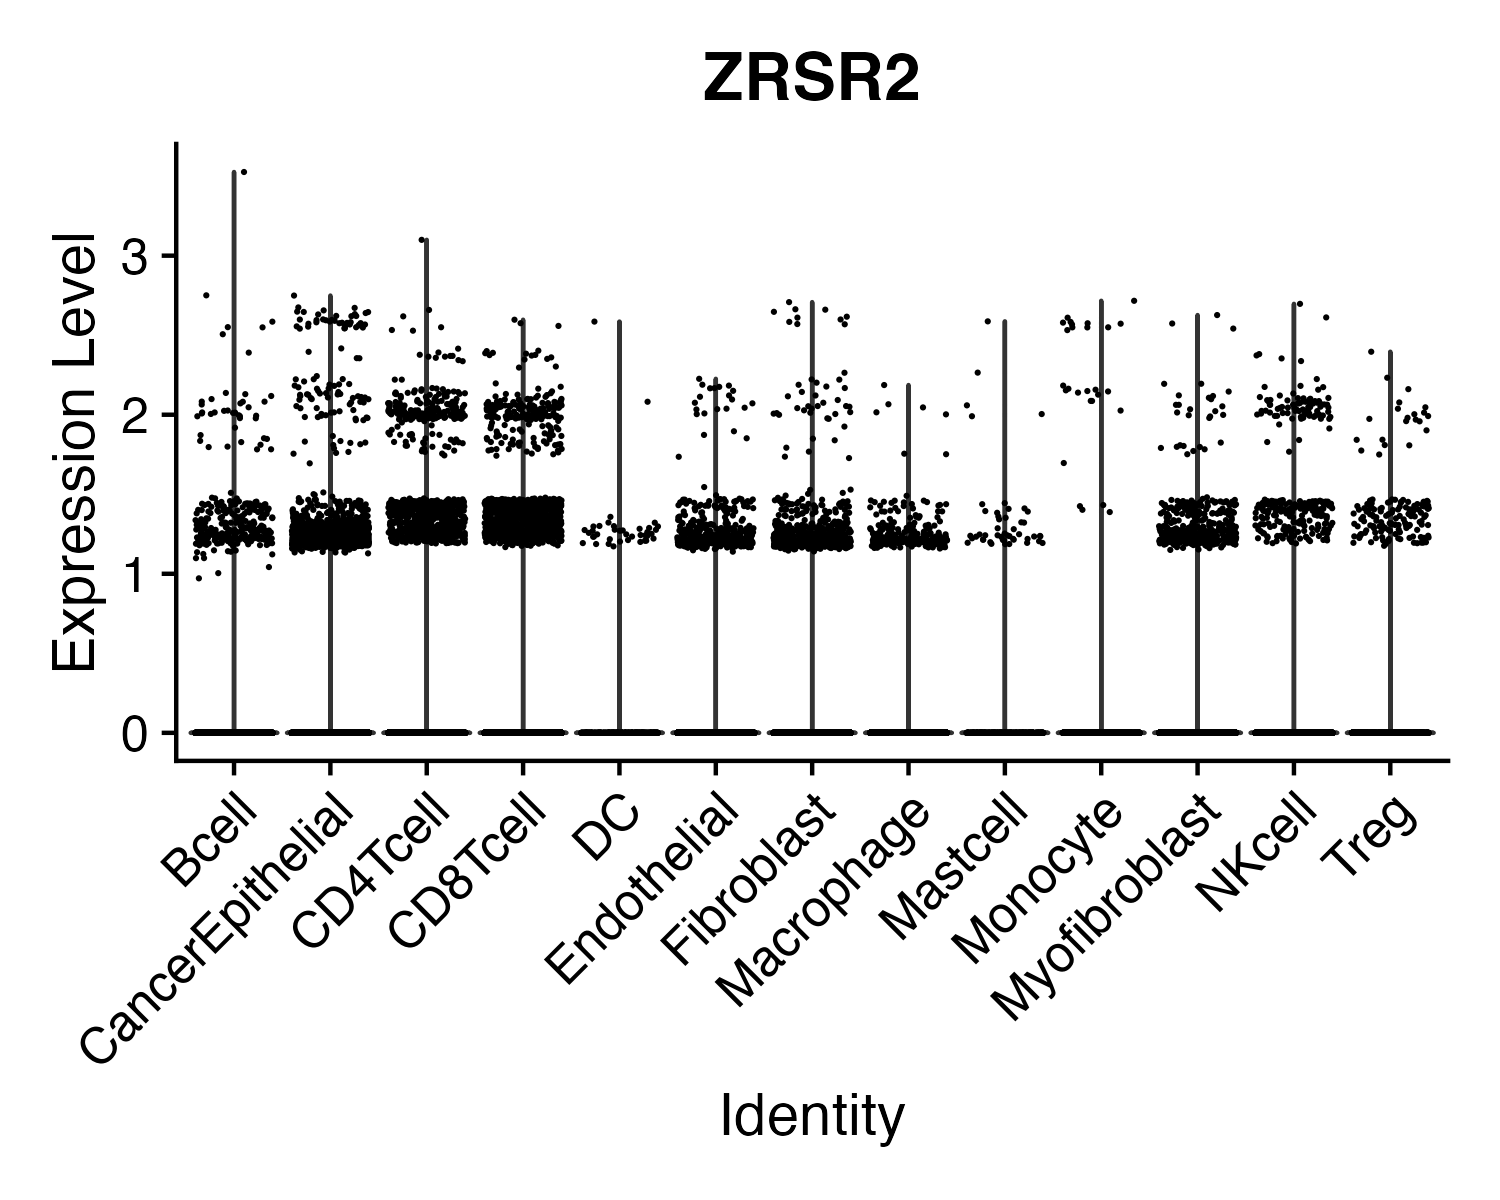 ZRSR2
Expression Level
3
2
1
0
Bcell
CancerEpithelial
CD4Tcell
CD8Tcell
DC
Endothelial
Fibroblast
Macrophage
Mastcell
Monocyte
Myofibroblast
NKcell
Treg
Identity